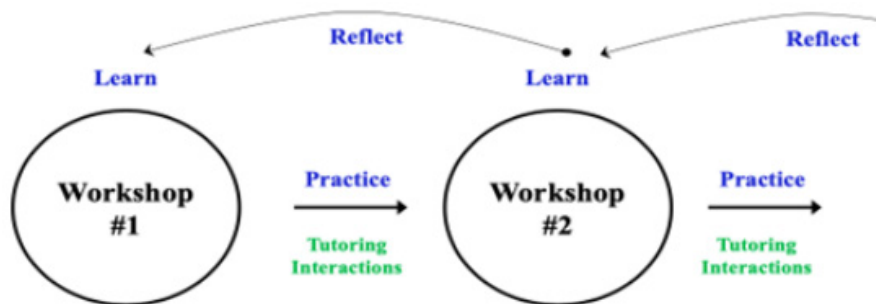 Reflect
Reflect
Learn
Learn
Workshop
#1
Practice
Tutoring
Interactions
Workshop
#2
Practice
Tutoring
Interactions